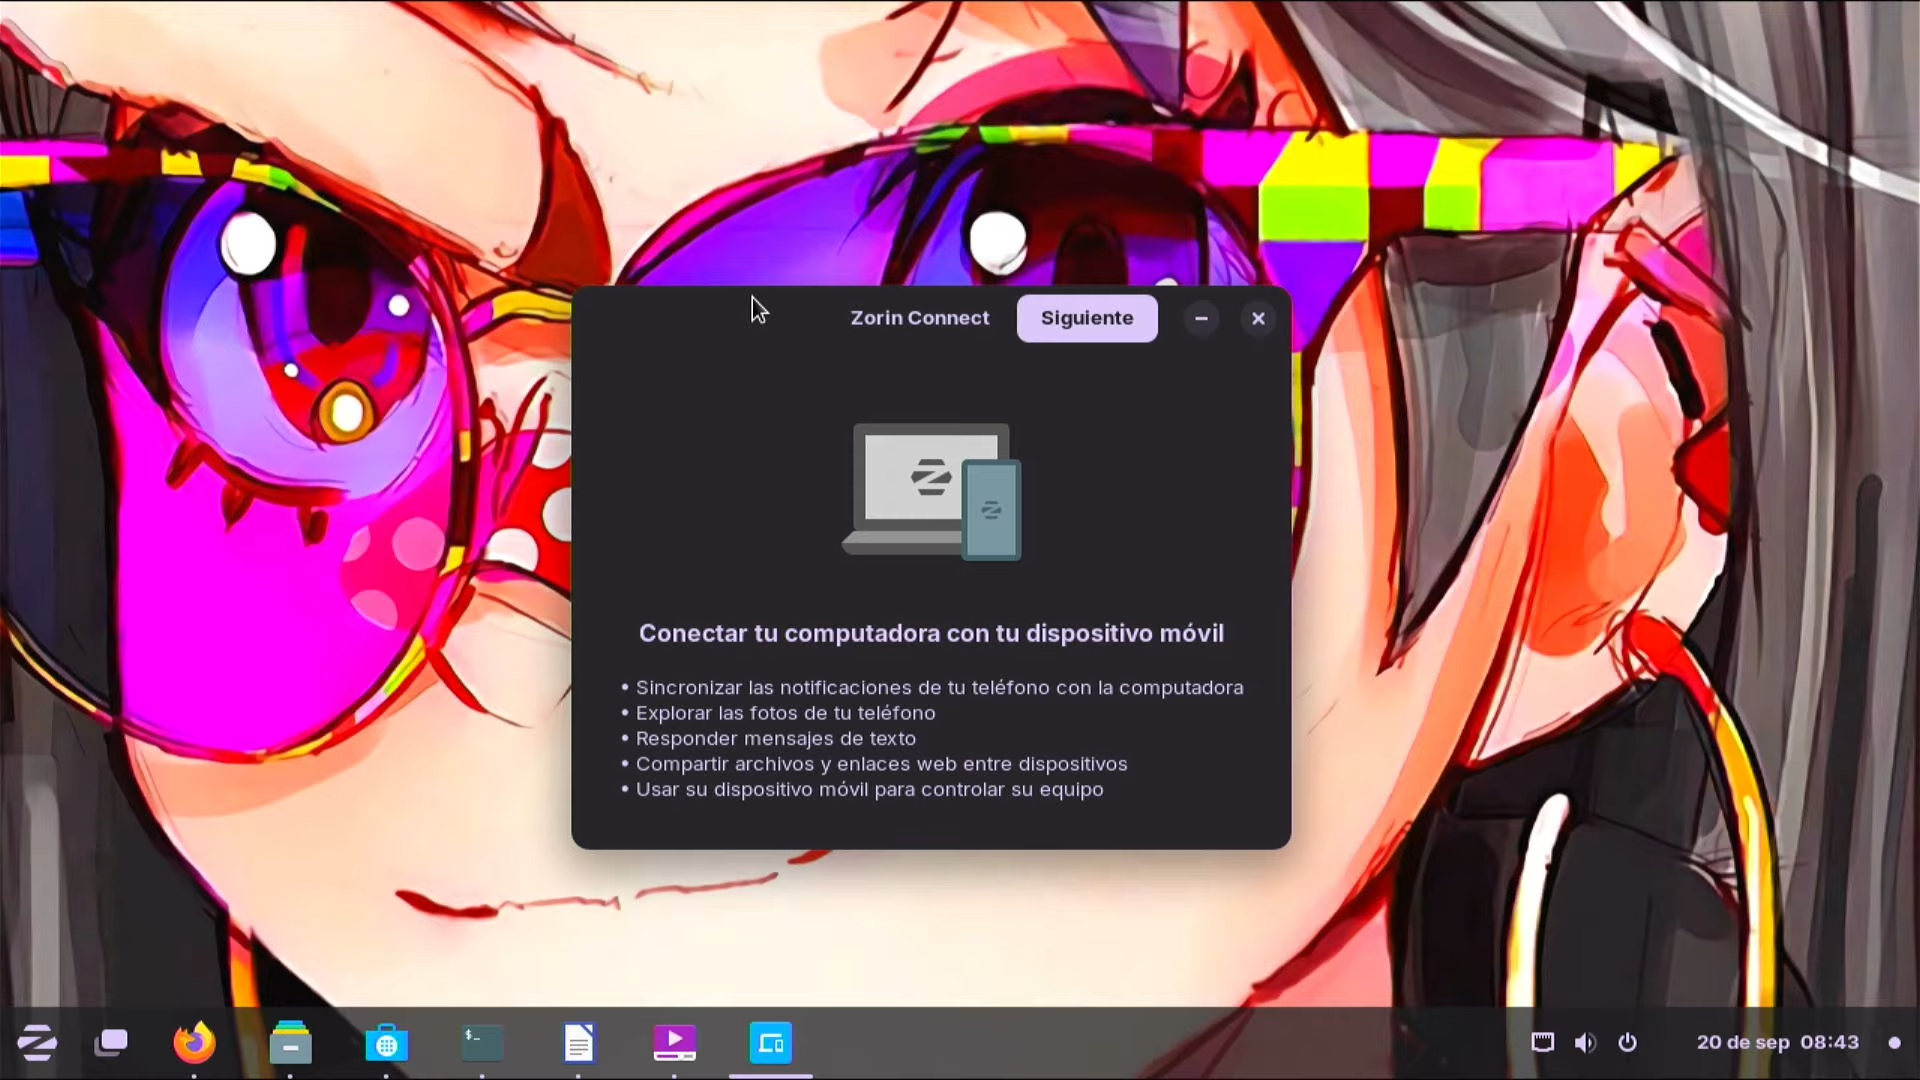 Zorin Connect
Siguiente
Conectar tu computadora con tu dispositivo móvil
• Sincronizar las notificaciones de tu teléfono con la computadora
• Explorar las fotos de tu teléfono
• Responder mensajes de texto
• Compartir archivos y enlaces web entre dispositivos
• Usar su dispositivo móvil para controlar su equipo
$_
20 de sep 08:43